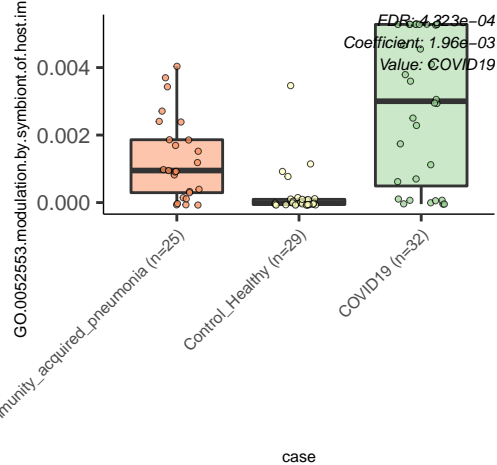 FDR: 4.323e−04
Coefficient: 1.96e−03
Value: COVID19
GO.0052553.modulation.by.symbiont.of.host.im
0.004
0.002
0.000
munity_acquired_pneumonia (n=25)
Control_Healthy (n=29)
COVID19 (n=32)
case